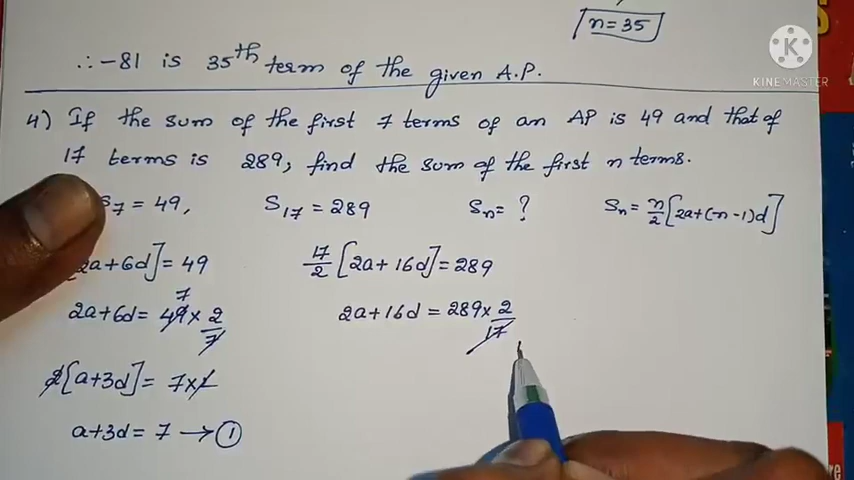 n=35
∴ -81 is 35th term of the given A.P.
KINEMASTER
4) If the sum of the first 7 terms of an AP is 49 and that of
17 terms is 289, find the sum of the first n terms.
S7 = 49, S17 = 289 Sn = ? Sn = n/2[2a+(n-1)d]
2a+6d] = 49 17/2[2a+16d] = 289
7
2a+6d = 49 × 2/7 2a+16d = 289 × 2/17
2[a+3d] = 7×2
a+3d = 7 → ①